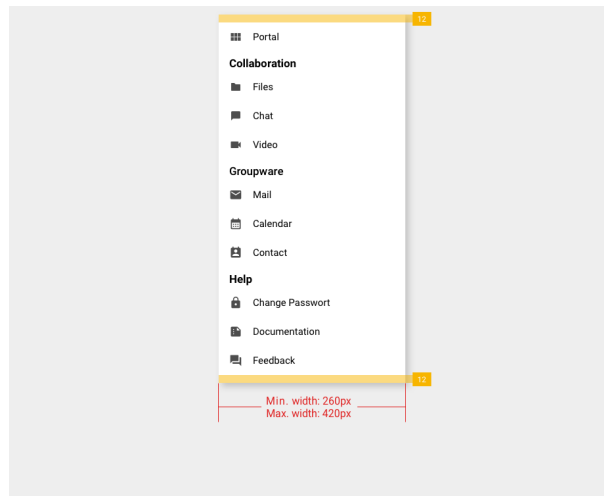 12
Portal
Collaboration
Files
Chat
Video
Groupware
Mail
Calendar
Contact
Help
Change Passwort
Documentation
Feedback
12
Min. width: 260px
Max. width: 420px